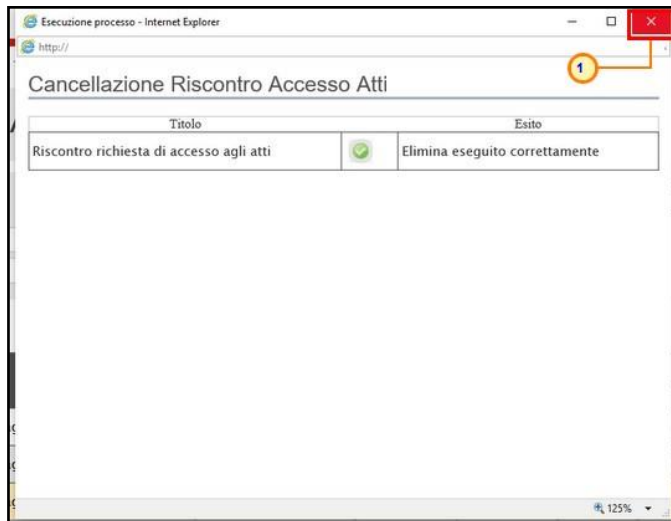 Esecuzione processo - Internet Explorer
http://
1
Cancellazione Riscontro Accesso Atti
Titolo Esito
Riscontro richiesta di accesso agli atti Elimina eseguito correttamente
125%